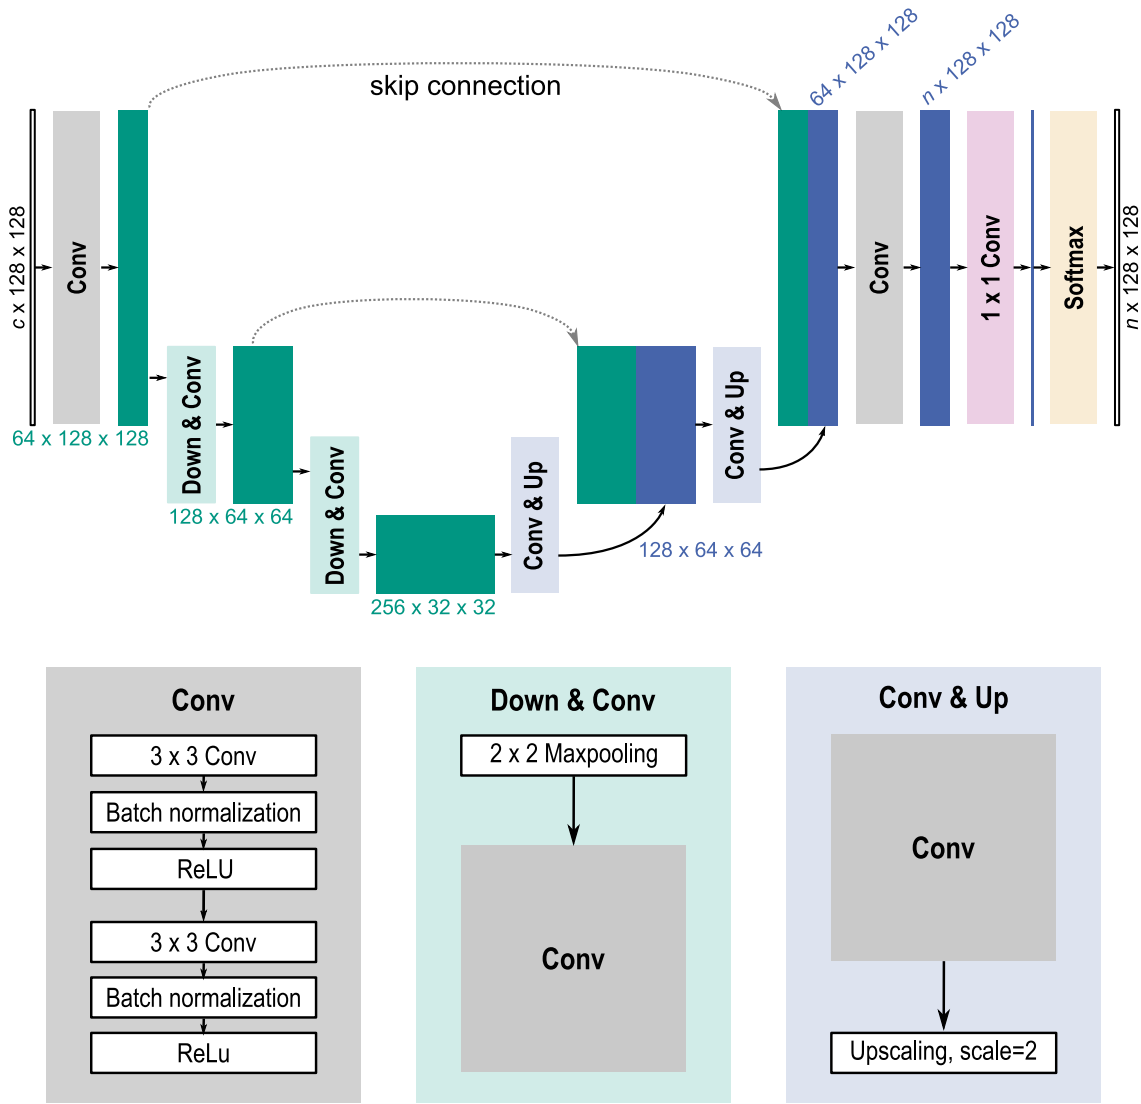 skip connection
64 x 128 x 128
n x 128 x 128
c x 128 x 128
Conv
Conv
1 x 1 Conv
Softmax
n x 128 x 128
64 x 128 x 128
Down & Conv
Conv & Up
128 x 64 x 64
Down & Conv
Conv & Up
128 x 64 x 64
256 x 32 x 32
Conv
3 x 3 Conv
Batch normalization
ReLU
3 x 3 Conv
Batch normalization
ReLu
Down & Conv
2 x 2 Maxpooling
Conv
Conv & Up
Conv
Upscaling, scale=2